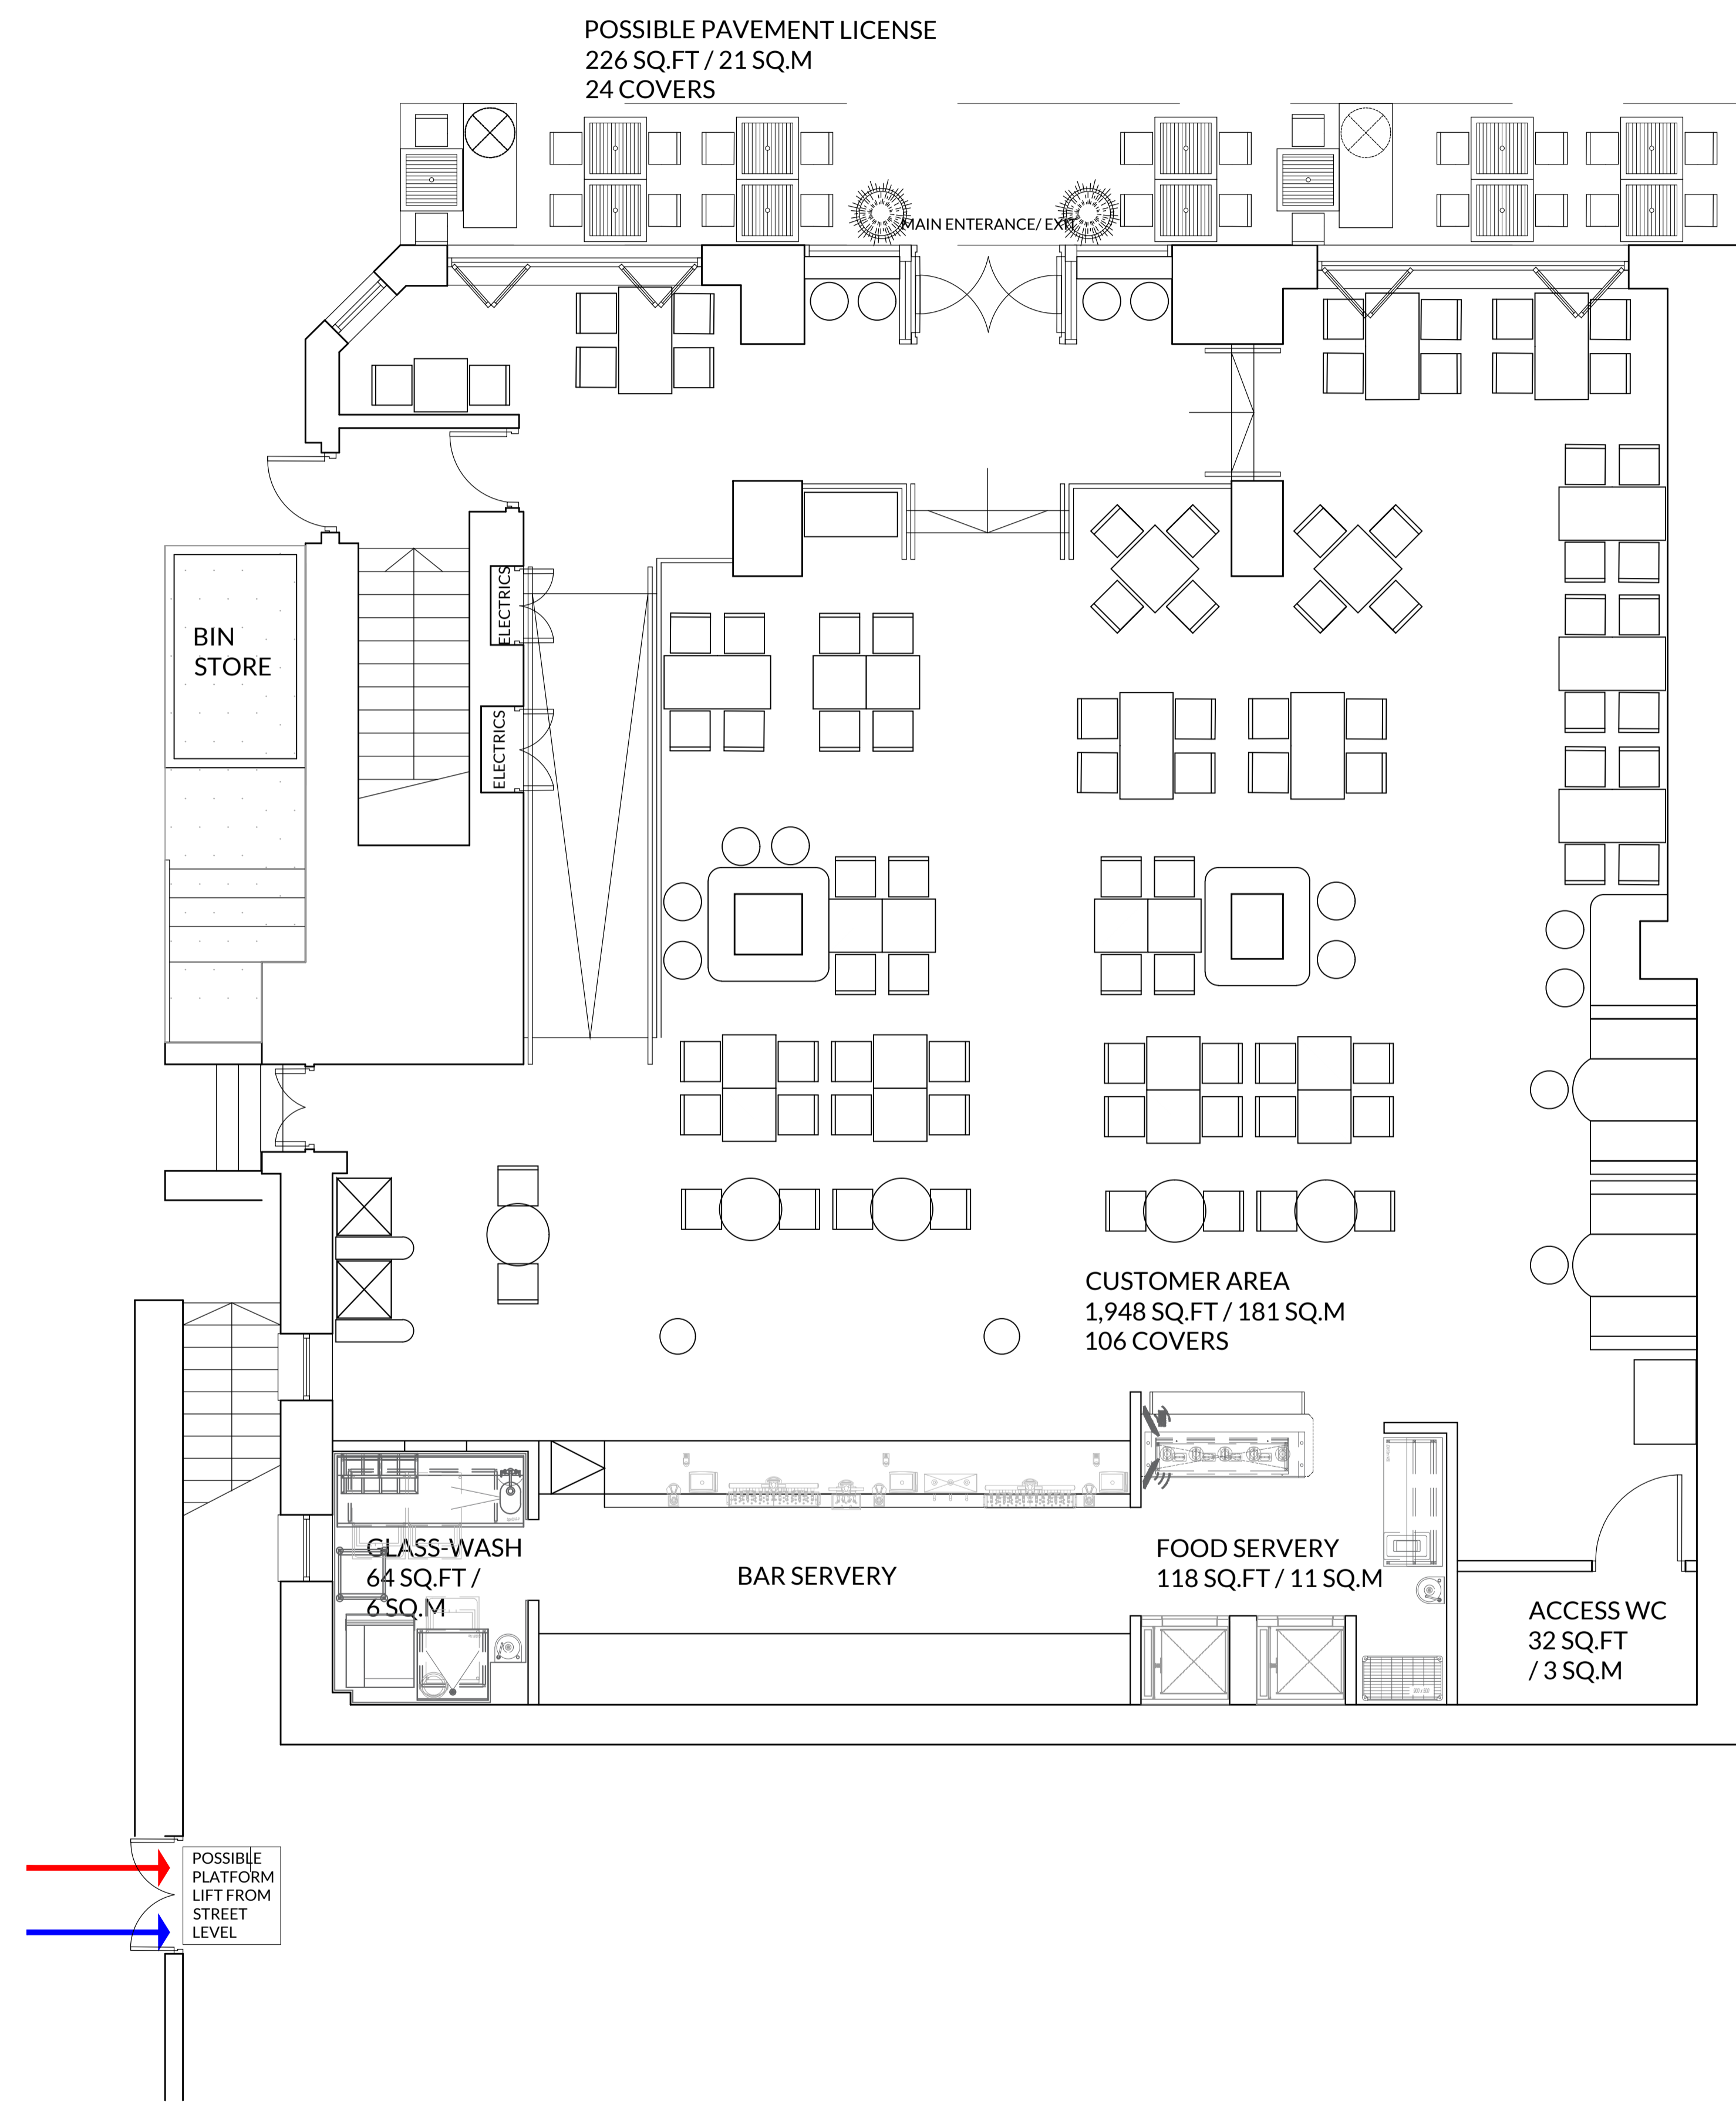 POSSIBLE PAVEMENT LICENSE
226 SQ.FT / 21 SQ.M
24 COVERS
MAIN ENTERANCE/ EXIT
ELECTRICS
BIN
STORE
ELECTRICS
CUSTOMER AREA
1,948 SQ.FT / 181 SQ.M
106 COVERS
GLASS-WASH
64 SQ.FT /
6 SQ.M
BAR SERVERY
FOOD SERVERY
118 SQ.FT / 11 SQ.M
ACCESS WC
32 SQ.FT
/ 3 SQ.M
POSSIBLE
PLATFORM
LIFT FROM
STREET
LEVEL